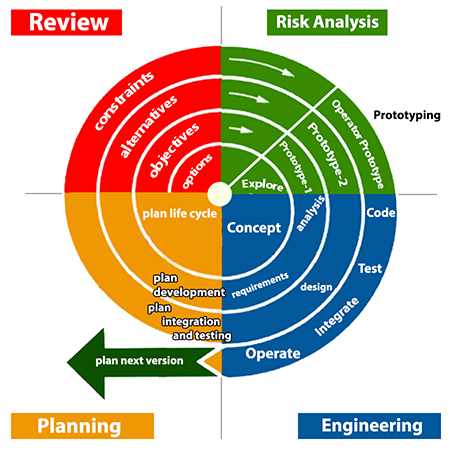 Review
Risk Analysis
constraints
alternatives
objectives
options
Operator Prototype
Prototyping
Prototype-2
Prototype-1
Explore
plan life cycle
Concept
analysis
Code
Test
requirements
design
Integrate
Operate
plan
development
plan
integration
and testing
plan next version
Planning
Engineering